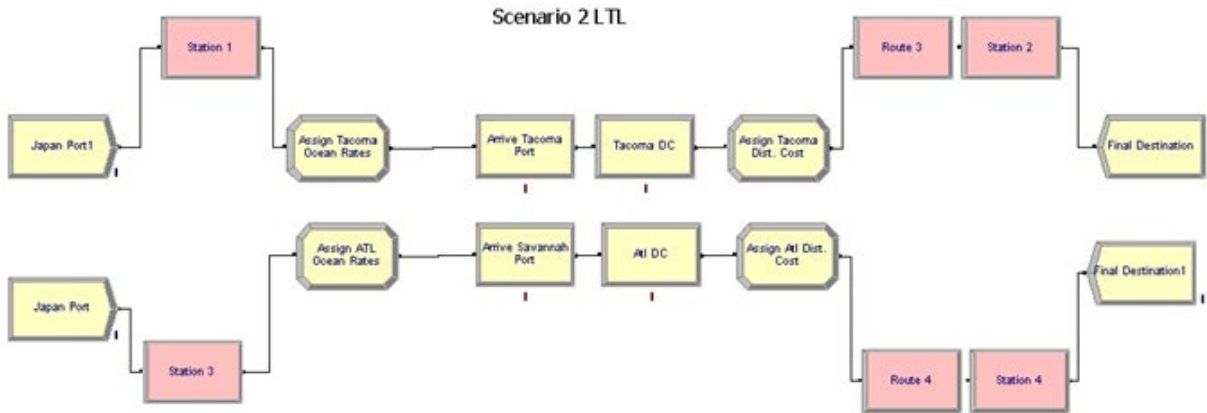 Scenario 2 LTL
Station 1
Route 3
Station 2
Japan Port1
Assign Tacoma
Ocean Rates
Arrive Tacoma
Port
Tacoma DC
Assign Tacoma
Dist. Cost
Final Destination
Assign ATL
Ocean Rates
Arrive Savannah
Port
Atl DC
Assign Atl Dist.
Cost
Final Destination1
Japan Port
Station 3
Route 4
Station 4